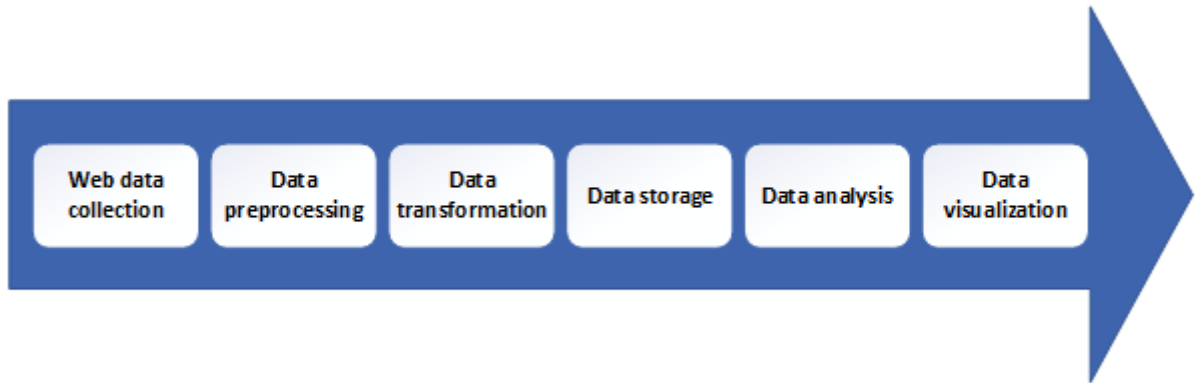 Web data
collection
Data
preprocessing
Data
transformation
Data storage
Data analysis
Data
visualization